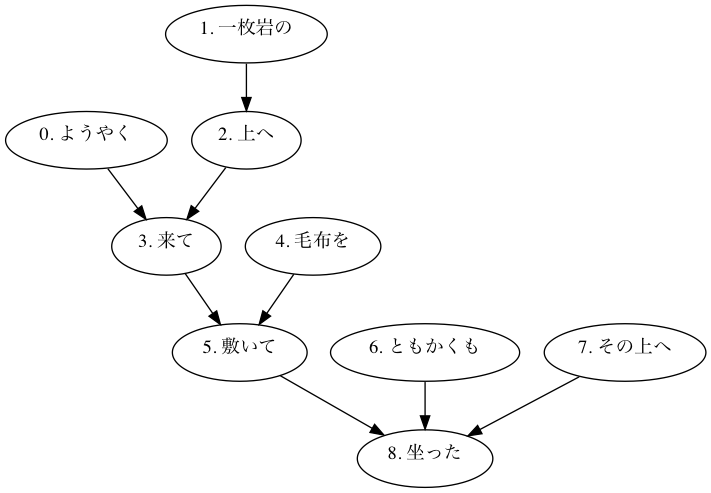 1. 一枚岩の
0. ようやく
2. 上へ
3. 来て
4. 毛布を
5. 敷いて
6. ともかくも
7. その上へ
8. 坐った